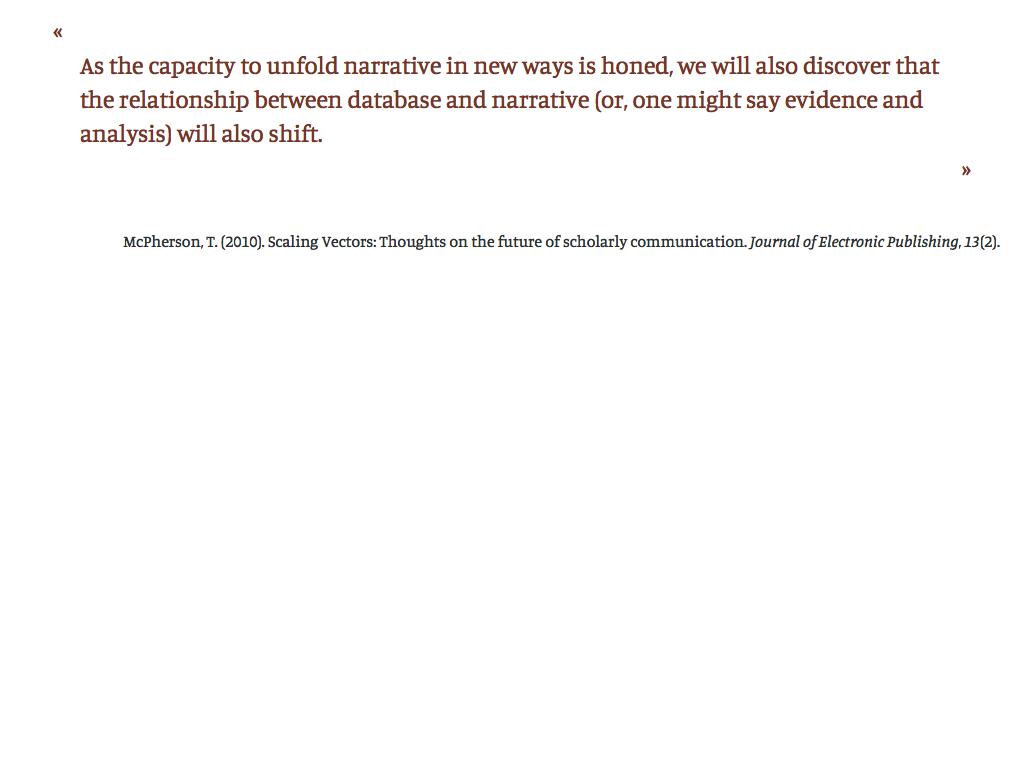 «
As the capacity to unfold narrative in new ways is honed, we will also discover that
the relationship between database and narrative (or, one might say evidence and
analysis) will also shift.
»
McPherson, T. (2010). Scaling Vectors: Thoughts on the future of scholarly communication. Journal of Electronic Publishing, 13(2).